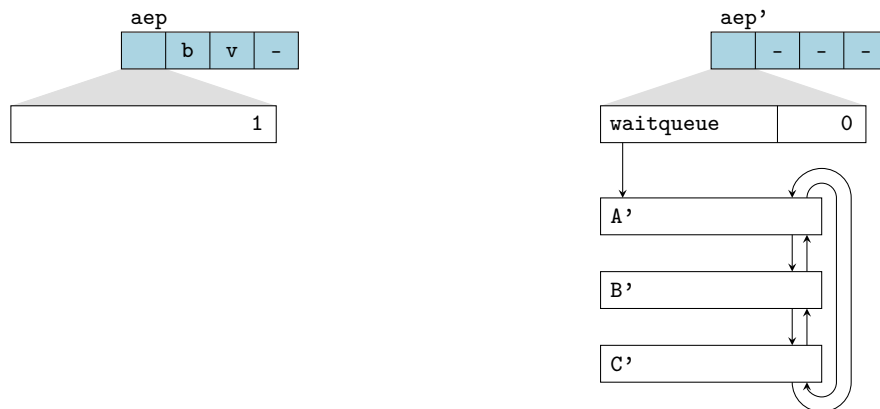 aep aep’
b v - - - -
1 waitqueue 0
A’
B’
C’